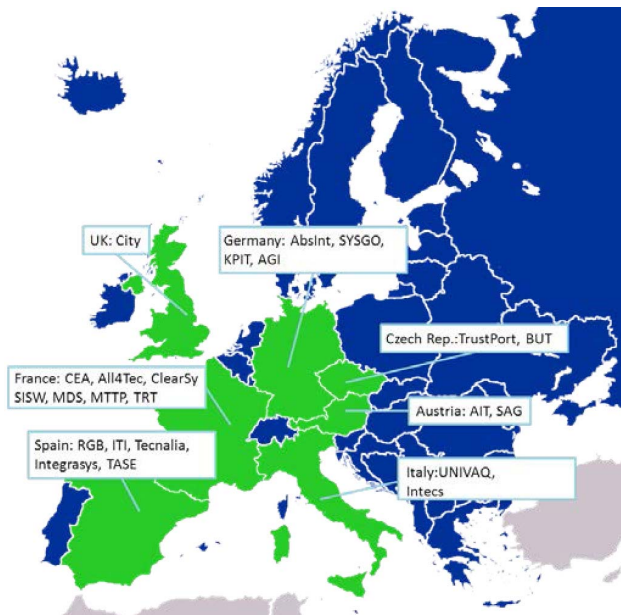 UK: City
Germany: AbsInt, SYSGO,
KPIT, AGI
Czech Rep.:TrustPort, BUT
France: CEA, All4Tec, ClearSy
SISW, MDS, MTTP, TRT
Austria: AIT, SAG
Spain: RGB, ITI, Tecnalia,
Integrasys, TASE
Italy:UNIVAQ,
Intecs